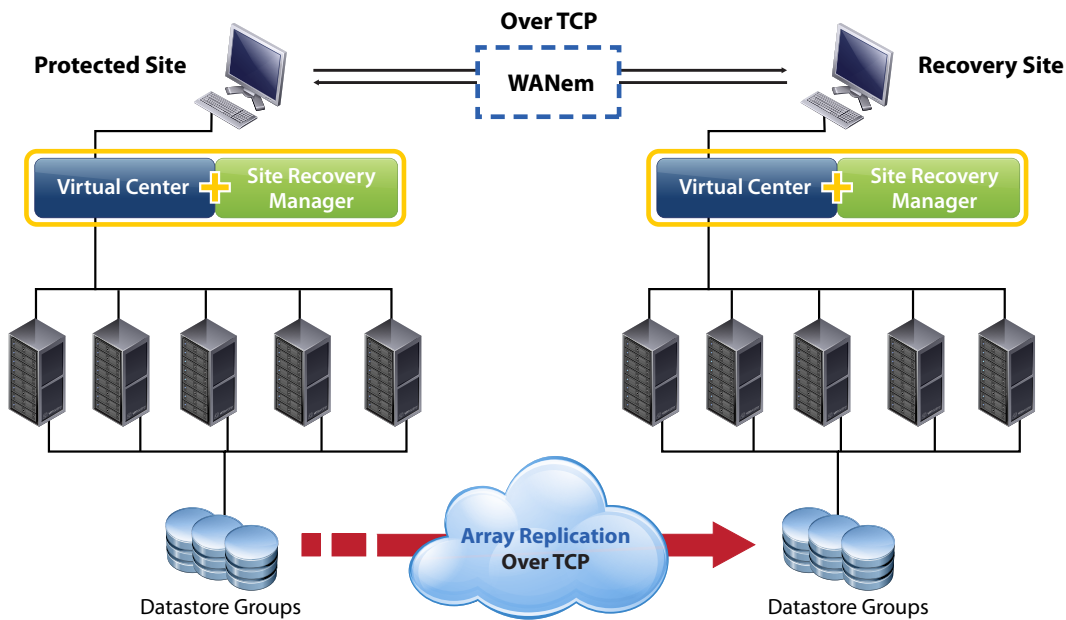 Over TCP
Protected Site
WANem
Recovery Site
Virtual Center
Site Recovery
Manager
Virtual Center
Site Recovery
Manager
Array Replication
Over TCP
Datastore Groups
Datastore Groups